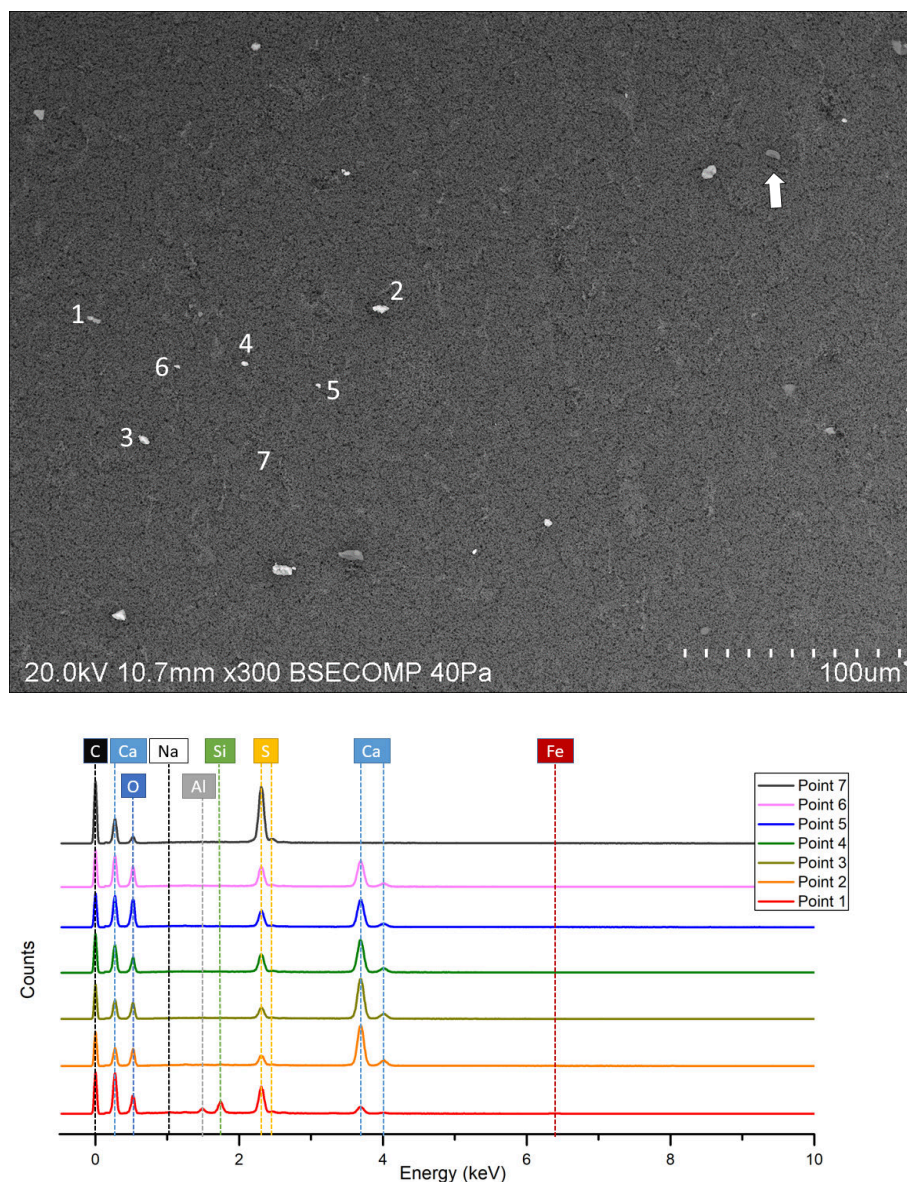 2
1
4
6
5
3
7
20.0kV 10.7mm x300 BSECOMP 40Pa
100um
C Ca Na Si S Ca Fe
O Al
Point 7
Point 6
Point 5
Point 4
Point 3
Point 2
Point 1
Counts
0 2 4 6 8 10
Energy (keV)